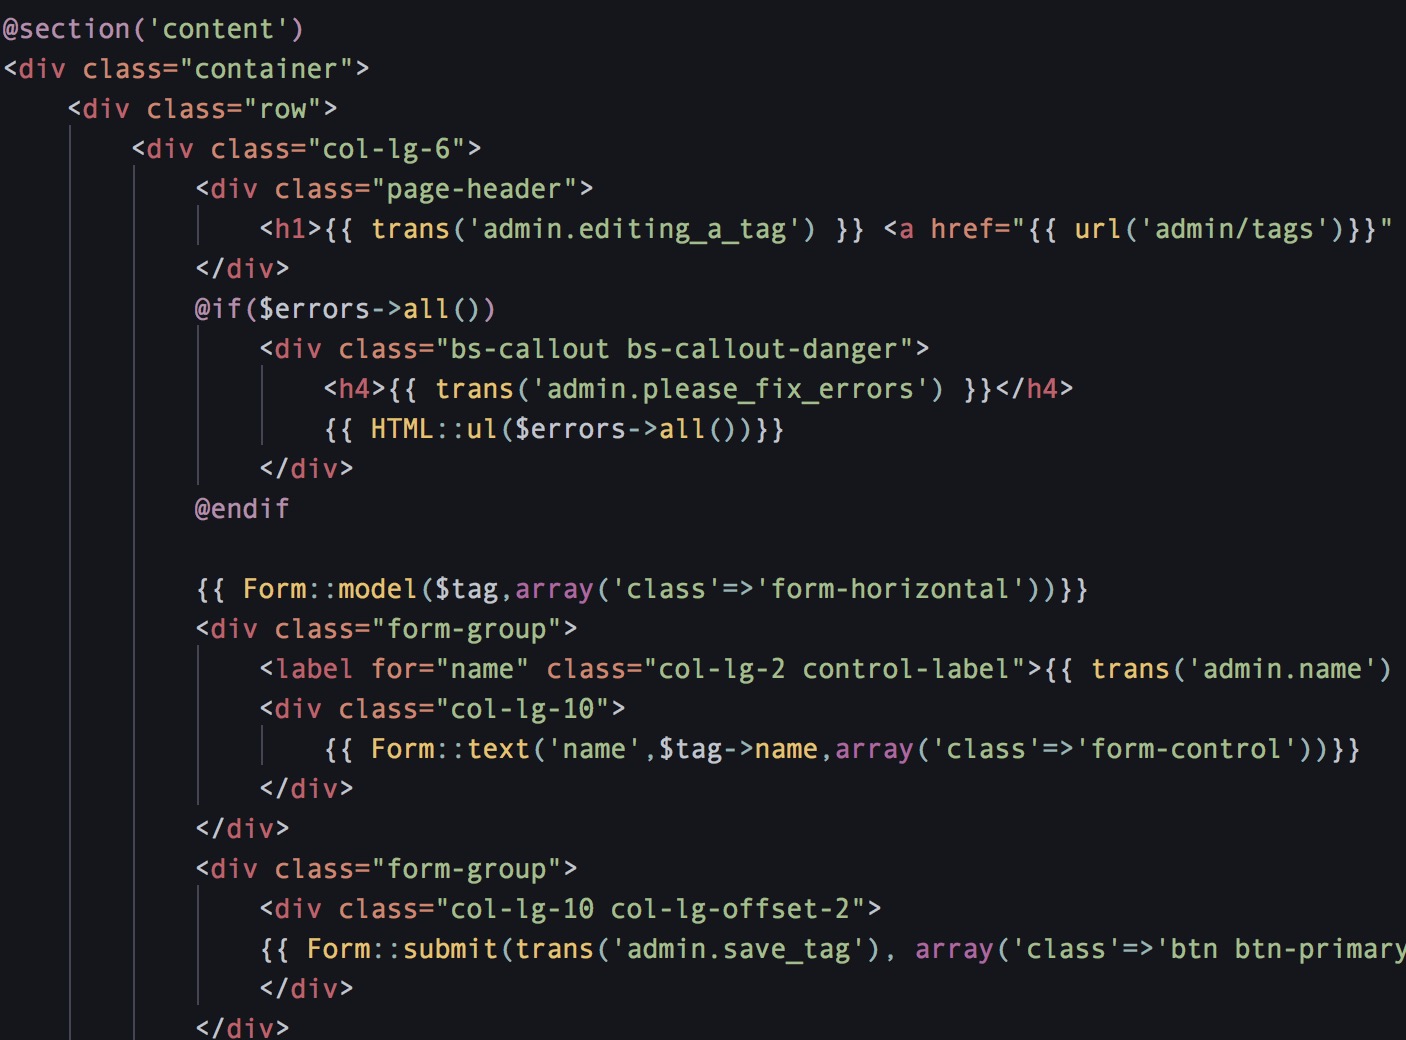 @section('content')
<div class="container">
    <div class="row">
        <div class="col-lg-6">
            <div class="page-header">
                <h1>{{ trans('admin.editing_a_tag') }} <a href="{{ url('admin/tags')}}"
            </div>
            @if($errors->all())
                <div class="bs-callout bs-callout-danger">
                    <h4>{{ trans('admin.please_fix_errors') }}</h4>
                    {{ HTML::ul($errors->all())}}
                </div>
            @endif

            {{ Form::model($tag,array('class'=>'form-horizontal'))}}
            <div class="form-group">
                <label for="name" class="col-lg-2 control-label">{{ trans('admin.name')
                <div class="col-lg-10">
                    {{ Form::text('name',$tag->name,array('class'=>'form-control'))}}
                </div>
            </div>
            <div class="form-group">
                <div class="col-lg-10 col-lg-offset-2">
                {{ Form::submit(trans('admin.save_tag'), array('class'=>'btn btn-primary
                </div>
            </div>